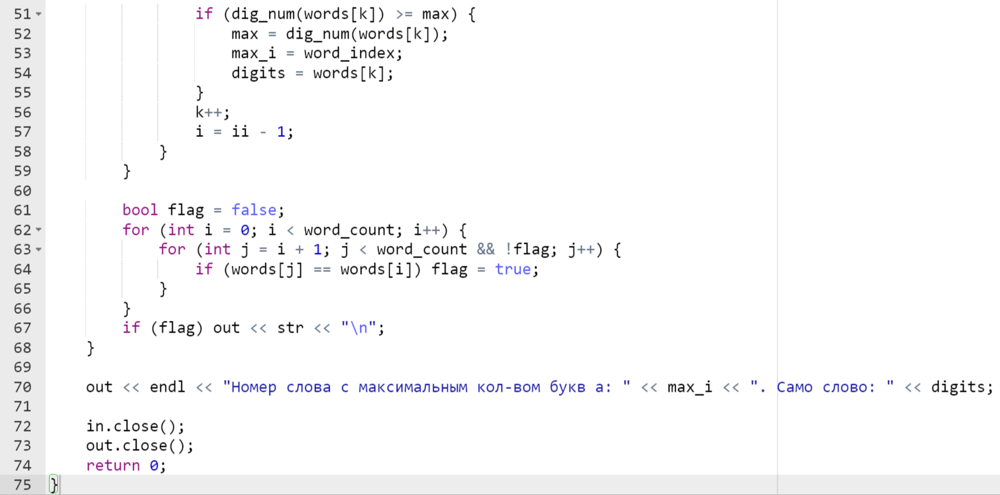 51 if (dig_num(words[k]) >= max) {
52 max = dig_num(words[k]);
53 max_i = word_index;
54 digits = words[k];
55 }
56 k++;
57 i = ii - 1;
58 }
59 }
60
61 bool flag = false;
62 for (int i = 0; i < word_count; i++) {
63 for (int j = i + 1; j < word_count && !flag; j++) {
64 if (words[j] == words[i]) flag = true;
65 }
66 }
67 if (flag) out << str << "\n";
68 }
69
70 out << endl << "Номер слова с максимальным кол-вом букв а: " << max_i << ". Само слово: " << digits;
71
72 in.close();
73 out.close();
74 return 0;
75 }